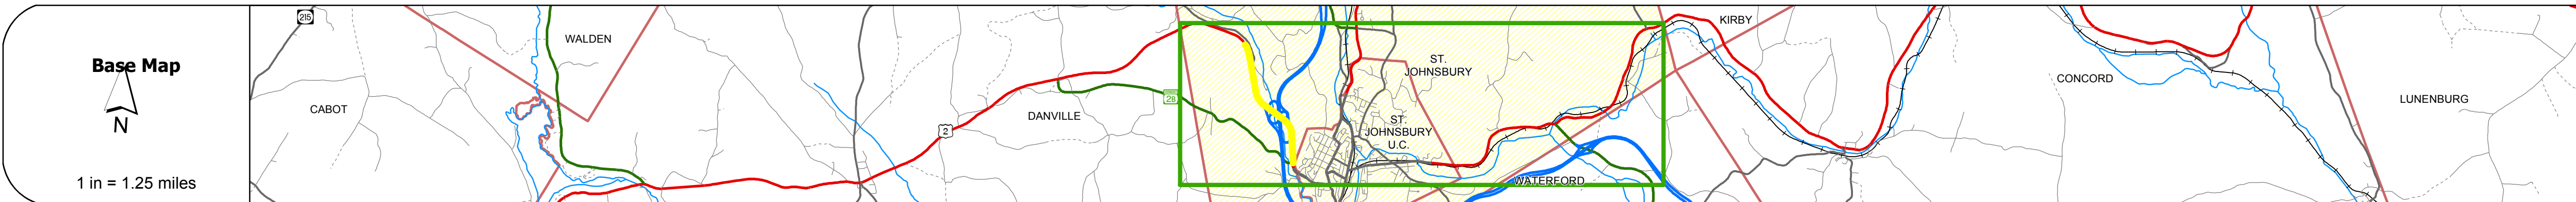 Base Map
N
1 in = 1.25 miles
215
WALDEN
CABOT
2
DANVILLE
2B
ST.
JOHNSBURY
ST.
JOHNSBURY
U.C.
WATERFORD
KIRBY
CONCORD
LUNENBURG